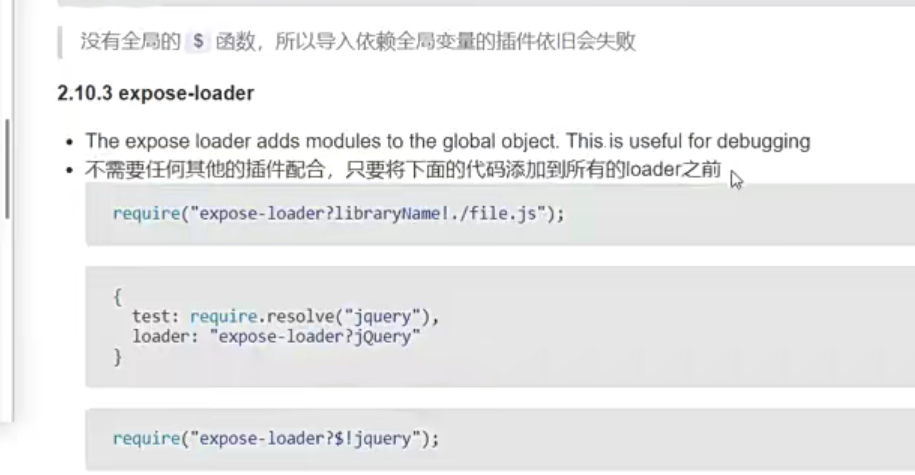 没有全局的 $ 函数，所以导入依赖全局变量的插件依旧会失败
2.10.3 expose-loader
• The expose loader adds modules to the global object. This is useful for debugging
• 不需要任何其他的插件配合，只要将下面的代码添加到所有的loader之前
require("expose-loader?libraryName!./file.js");
{
test: require.resolve("jquery"),
loader: "expose-loader?jQuery"
}
require("expose-loader?$!jquery");